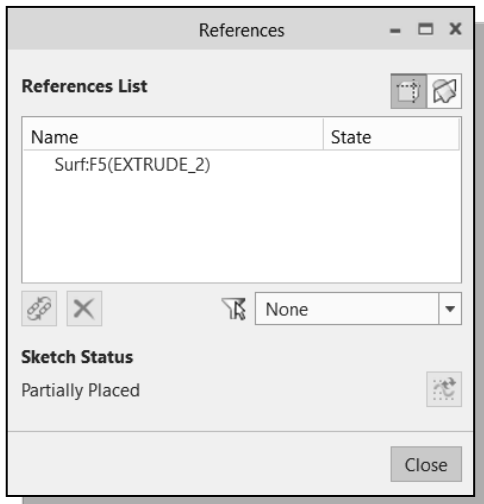 References
References List
Name State
Surf:F5(EXTRUDE_2)
None
Sketch Status
Partially Placed
Close